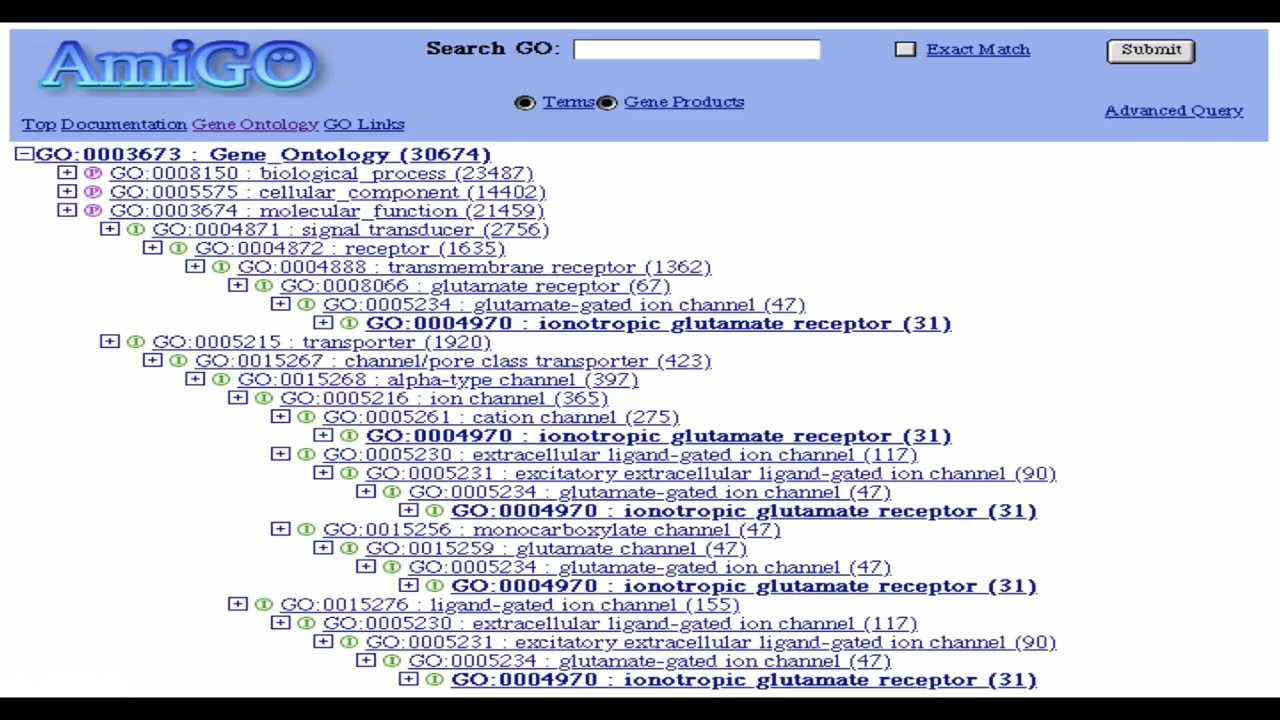 AmiGO Search GO: Exact Match Submit
Terms Gene Products
Advanced Query
Top Documentation Gene Ontology GO Links
GO:0003673 : Gene_Ontology (30674)
GO:0008150 : biological_process (23487)
GO:0005575 : cellular_component (14402)
GO:0003674 : molecular_function (21459)
GO:0004871 : signal transducer (2756)
GO:0004872 : receptor (1635)
GO:0004888 : transmembrane receptor (1362)
GO:0008066 : glutamate receptor (67)
GO:0005234 : glutamate-gated ion channel (47)
GO:0004970 : ionotropic glutamate receptor (31)
GO:0005215 : transporter (1920)
GO:0015267 : channel/pore class transporter (423)
GO:0015268 : alpha-type channel (397)
GO:0005216 : ion channel (365)
GO:0005261 : cation channel (275)
GO:0004970 : ionotropic glutamate receptor (31)
GO:0005230 : extracellular ligand-gated ion channel (117)
GO:0005231 : excitatory extracellular ligand-gated ion channel (90)
GO:0005234 : glutamate-gated ion channel (47)
GO:0004970 : ionotropic glutamate receptor (31)
GO:0015256 : monocarboxylate channel (47)
GO:0015259 : glutamate channel (47)
GO:0005234 : glutamate-gated ion channel (47)
GO:0004970 : ionotropic glutamate receptor (31)
GO:0015276 : ligand-gated ion channel (155)
GO:0005230 : extracellular ligand-gated ion channel (117)
GO:0005231 : excitatory extracellular ligand-gated ion channel (90)
GO:0005234 : glutamate-gated ion channel (47)
GO:0004970 : ionotropic glutamate receptor (31)